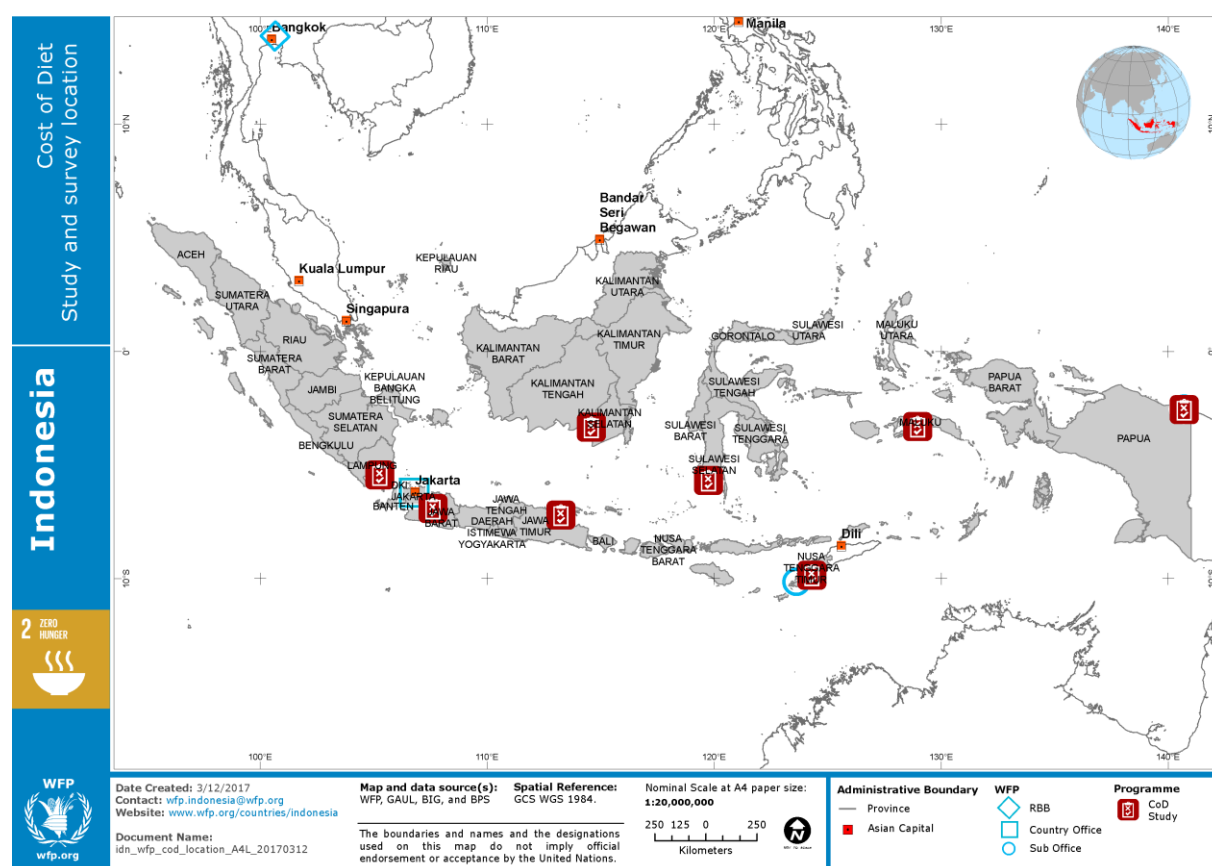 Cost of Diet
Study and survey location
Indonesia
2 ZERO
HUNGER
WFP
wfp.org
100°E
110°E
120°E
130°E
140°E
Bangkok
Manila
10°N
10°N
Bandar
Seri
Begawan
ACEH
Kuala Lumpur
KEPULAUAN
RIAU
SUMATERA
UTARA
KALIMANTAN
UTARA
Singapura
RIAU
SUMATERA
BARAT
KALIMANTAN
BARAT
KALIMANTAN
TIMUR
GORONTALO
SULAWESI
UTARA
MALUKU
UTARA
0°
0°
JAMBI
KEPULAUAN
BANGKA
BELITUNG
KALIMANTAN
TENGAH
SULAWESI
TENGAH
PAPUA
BARAT
SUMATERA
SELATAN
BENGKULU
KALIMANTAN
SELATAN
SULAWESI
BARAT
SULAWESI
TENGGARA
MALUKU
PAPUA
LAMPUNG
SULAWESI
SELATAN
Jakarta
DKI
JAKARTA
BANTEN
JAWA
BARAT
JAWA
TENGAH
DAERAH
ISTIMEWA
YOGYAKARTA
JAWA
TIMUR
BALI
NUSA
TENGGARA
BARAT
Dili
NUSA
TENGGARA
TIMUR
10°S
10°S
100°E
110°E
120°E
130°E
140°E
Date Created: 3/12/2017
Contact: wfp.indonesia@wfp.org
Website: www.wfp.org/countries/indonesia
Document Name:
idn_wfp_cod_location_A4L_20170312
Map and data source(s):
WFP, GAUL, BIG, and BPS
Spatial Reference:
GCS WGS 1984.
The boundaries and names and the designations
used on this map do not imply official
endorsement or acceptance by the United Nations.
Nominal Scale at A4 paper size:
1:20,000,000
250 125 0 250
Kilometers
Administrative Boundary
Province
Asian Capital
WFP
RBB
Country Office
Sub Office
Programme
CoD
Study